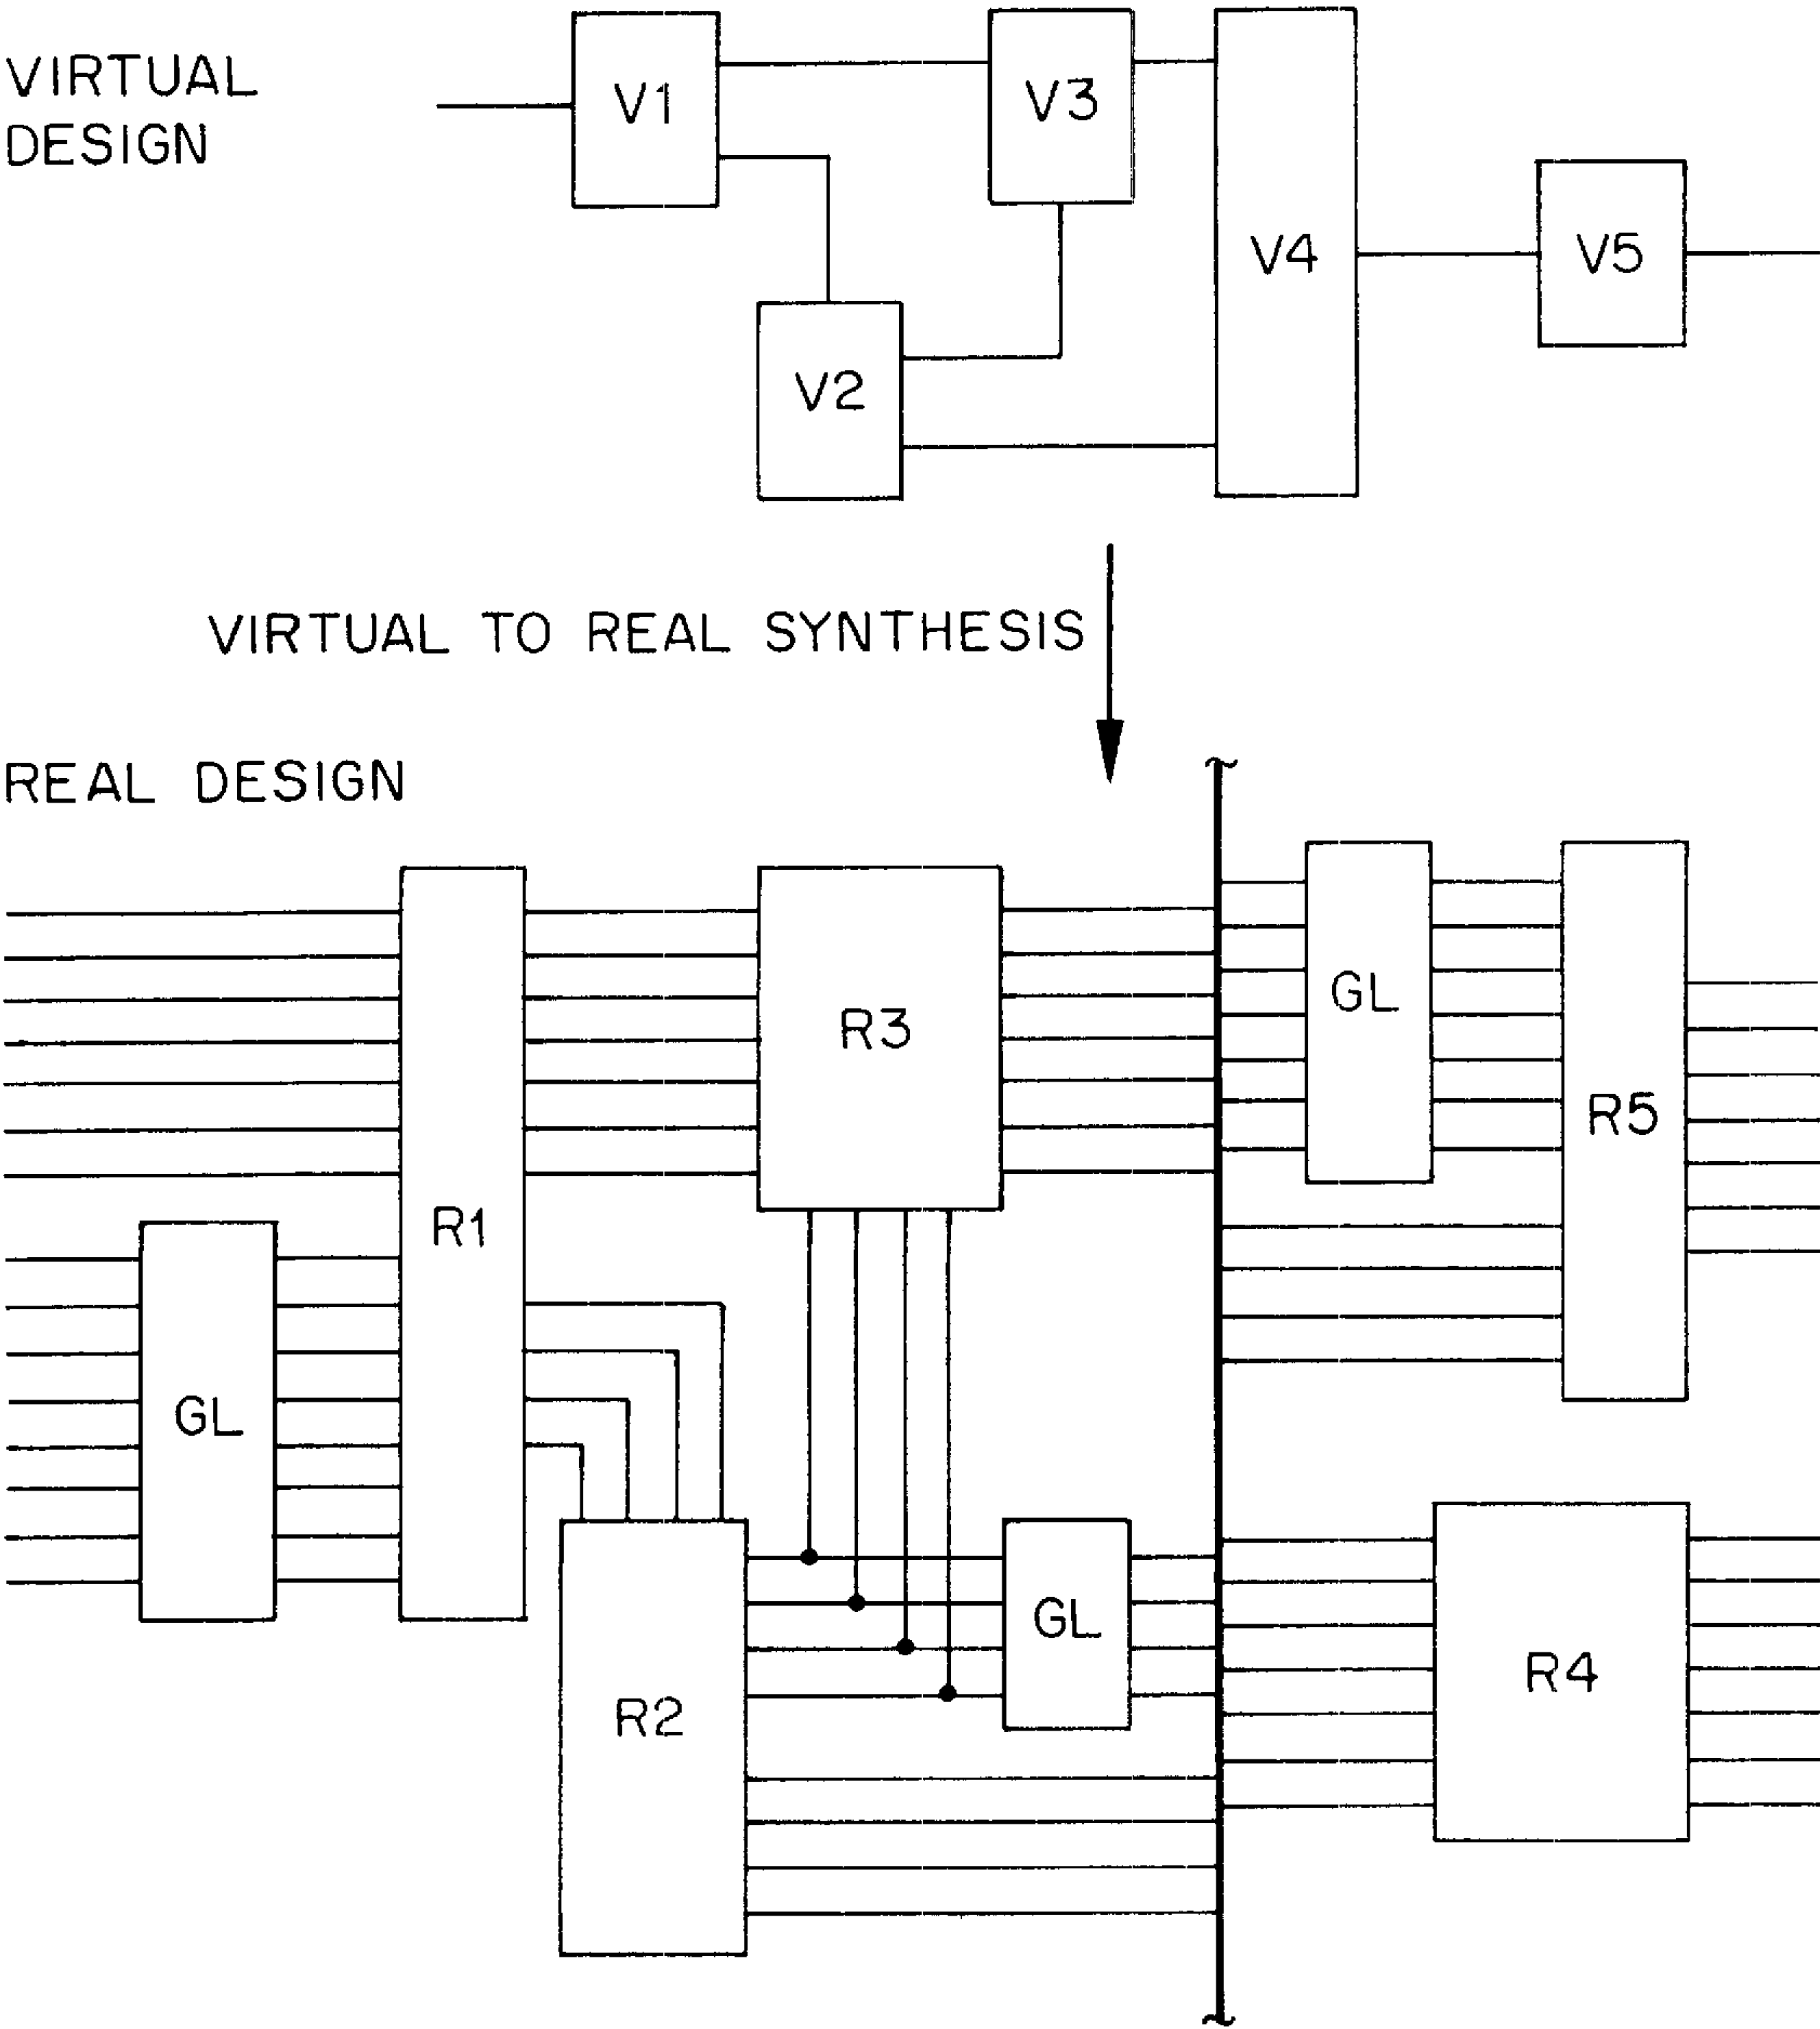 VIRTUAL
DESIGN
V1
V3
V4
V5
V2
VIRTUAL TO REAL SYNTHESIS
REAL DESIGN
R3
GL
R5
R1
GL
GL
R4
R2